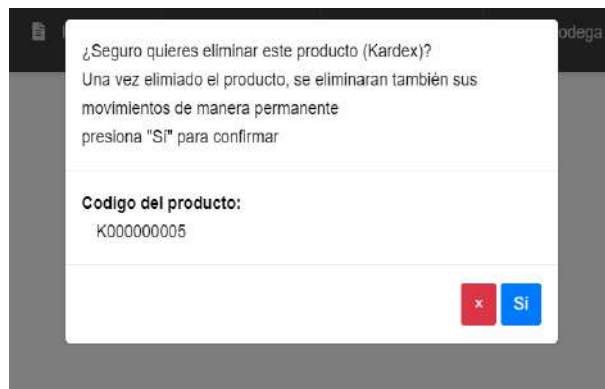 odega
¿Seguro quieres eliminar este producto (Kardex)?
Una vez elimiado el producto, se eliminaran también sus
movimientos de manera permanente
presiona "Sí" para confirmar
Codigo del producto:
K000000005
x Sí